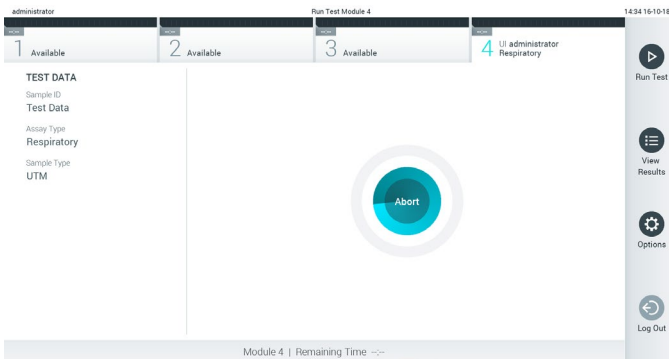 administrator
Run Test Module 4
14:34 16-10-18
--:--
--:--
--:--
--:--
1 Available
2 Available
3 Available
4 UI administrator
Respiratory
TEST DATA
Sample ID
Test Data
Assay Type
Respiratory
Sample Type
UTM
Abort
Run Test
View
Results
Options
Log Out
Module 4 | Remaining Time --:--